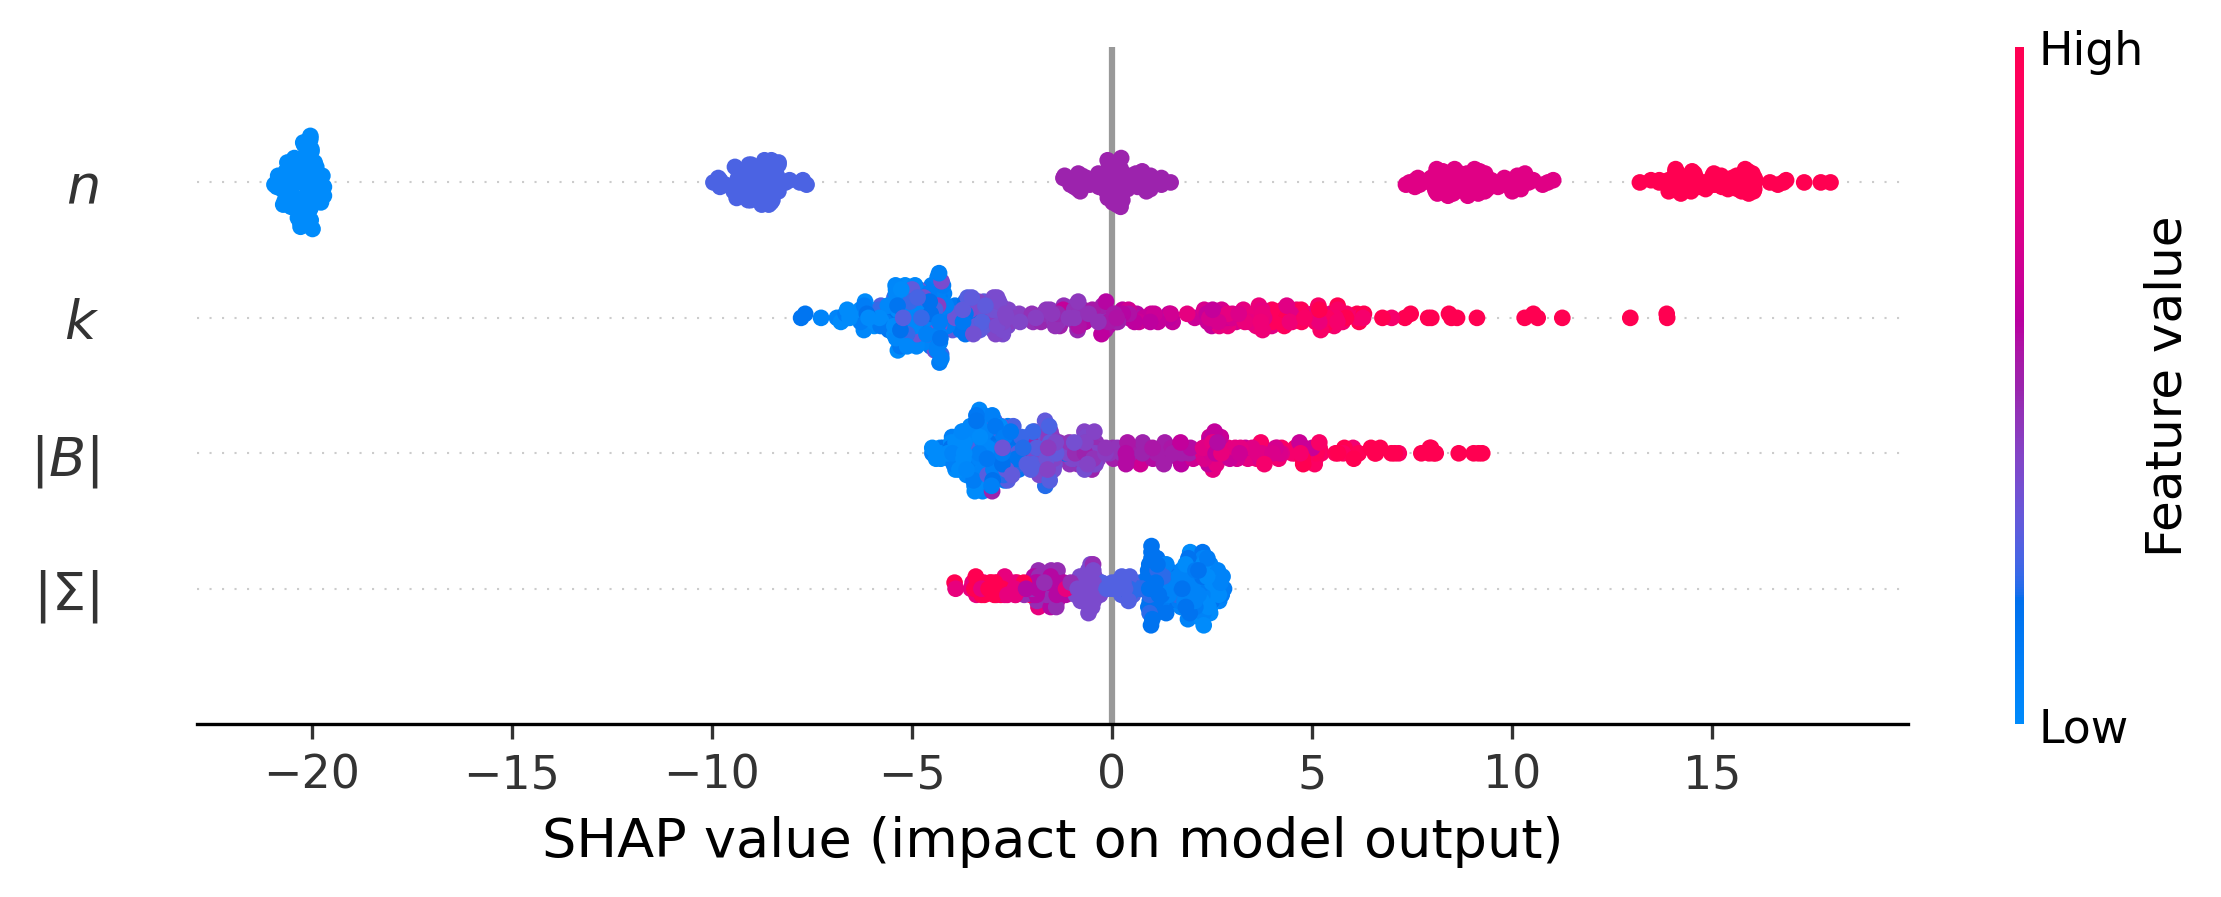 High
n
k
|B|
|Σ|
Feature value
Low
−20 −15 −10 −5 0 5 10 15
SHAP value (impact on model output)